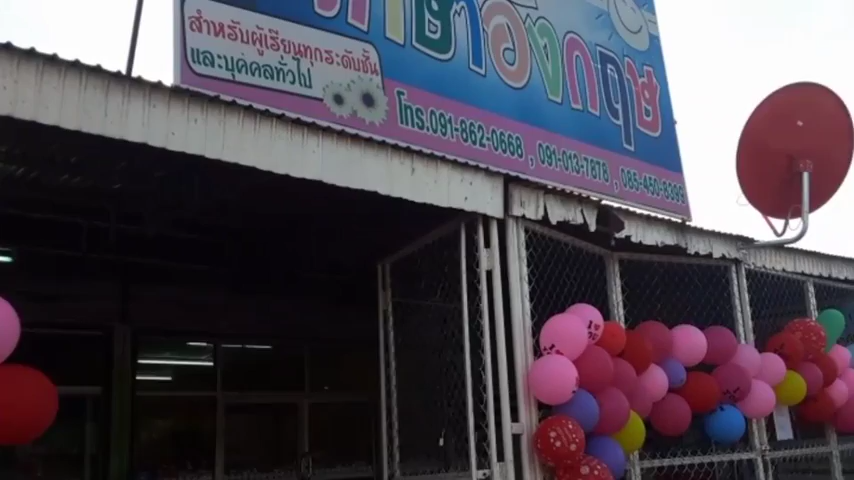 ภาษาอังกฤษ
สำหรับผู้เรียนทุกระดับชั้น
และบุคคลทั่วไป
โทร.091-862-0668 , 091-013-7878 , 085-450-8399